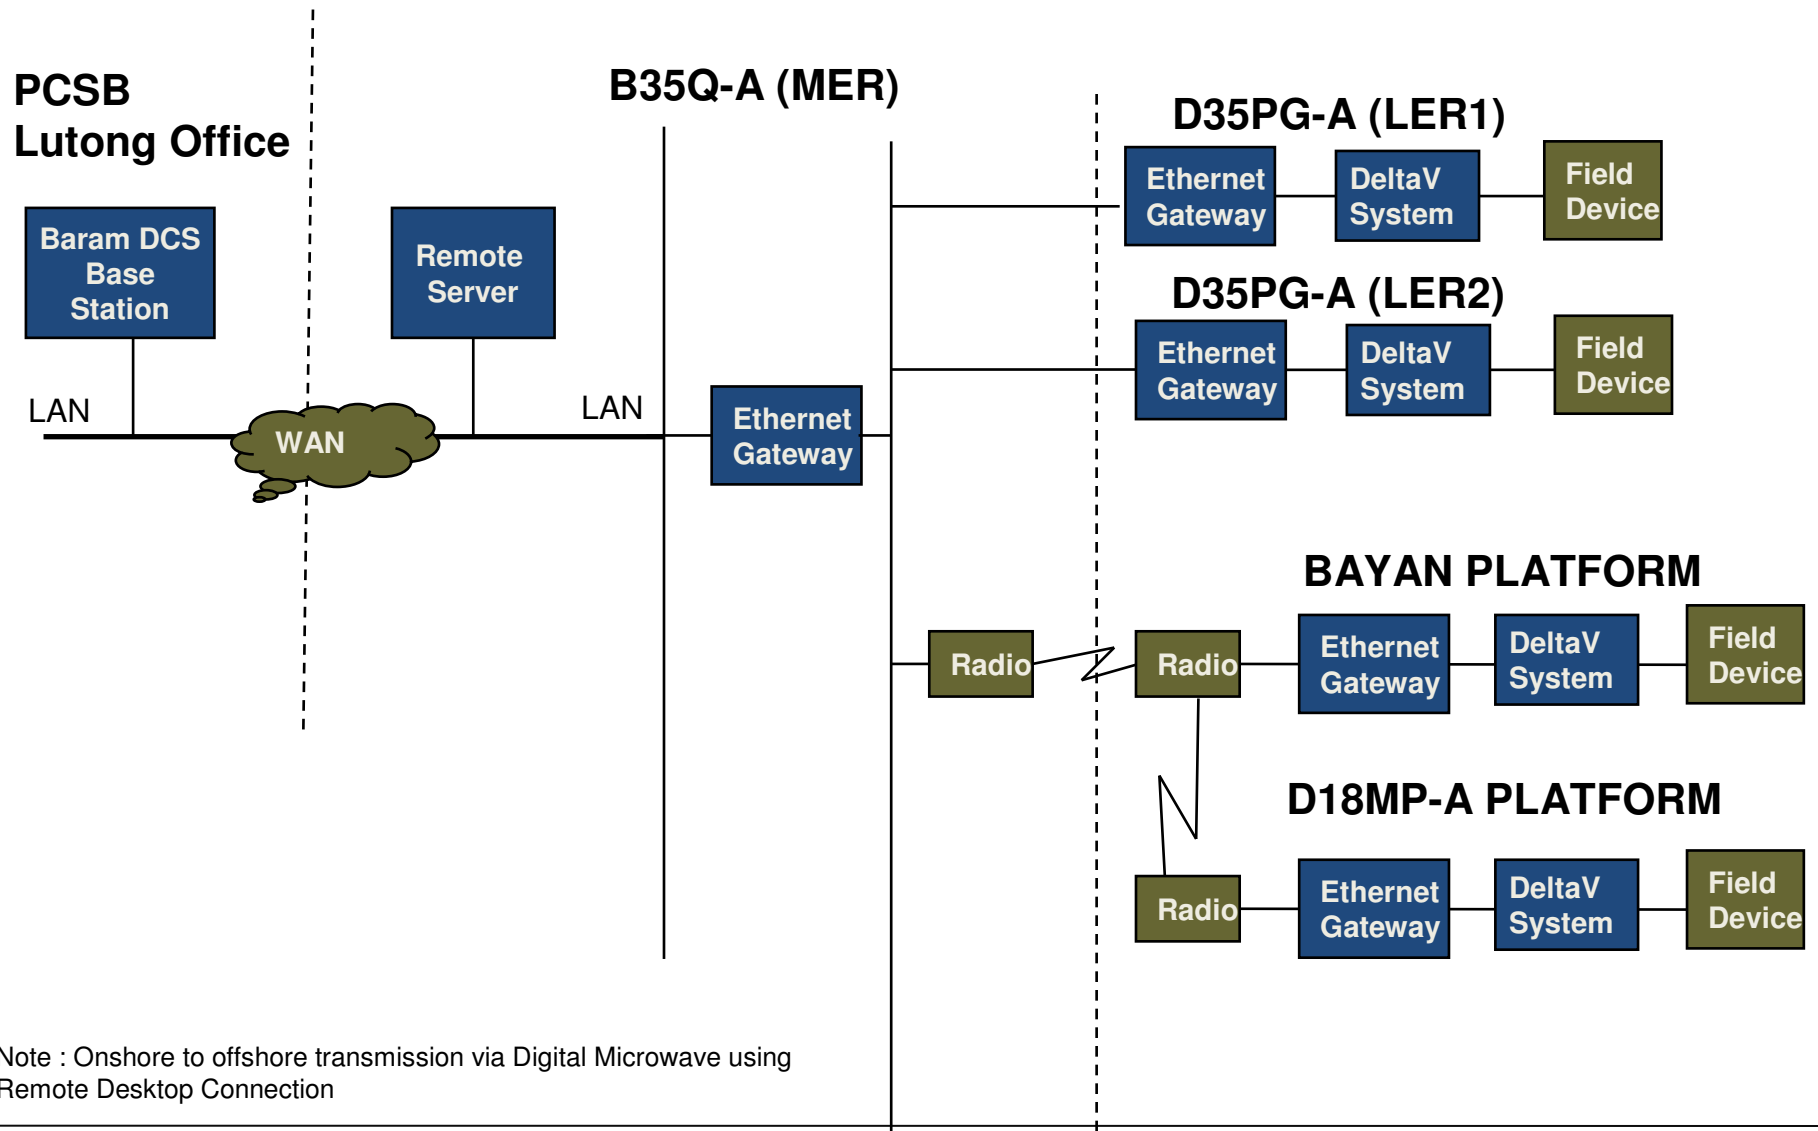 PCSB
Lutong Office
B35Q-A (MER)
D35PG-A (LER1)
Ethernet
Gateway
DeltaV
System
Field
Device
Baram DCS
Base
Station
Remote
Server
D35PG-A (LER2)
Ethernet
Gateway
DeltaV
System
Field
Device
LAN
WAN
LAN
Ethernet
Gateway
BAYAN PLATFORM
Radio
Radio
Ethernet
Gateway
DeltaV
System
Field
Device
D18MP-A PLATFORM
Radio
Ethernet
Gateway
DeltaV
System
Field
Device
Note : Onshore to offshore transmission via Digital Microwave using
Remote Desktop Connection